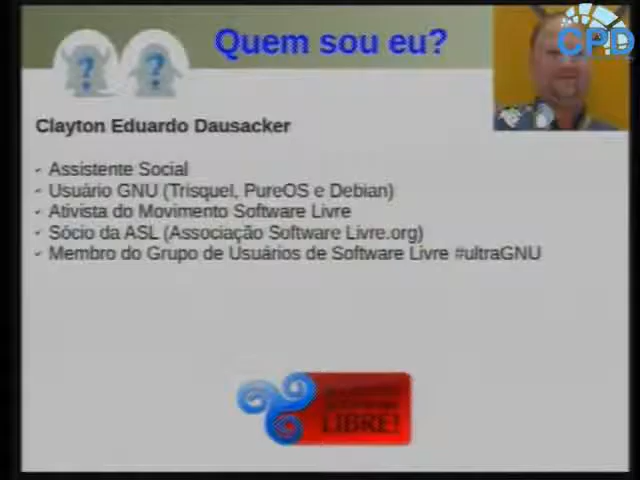 Quem sou eu?
CPD
? ?
Clayton Eduardo Dausacker
- Assistente Social
- Usuário GNU (Trisquel, PureOS e Debian)
- Ativista do Movimento Software Livre
- Sócio da ASL (Associação Software Livre.org)
- Membro do Grupo de Usuários de Software Livre #ultraGNU
LIBRE!